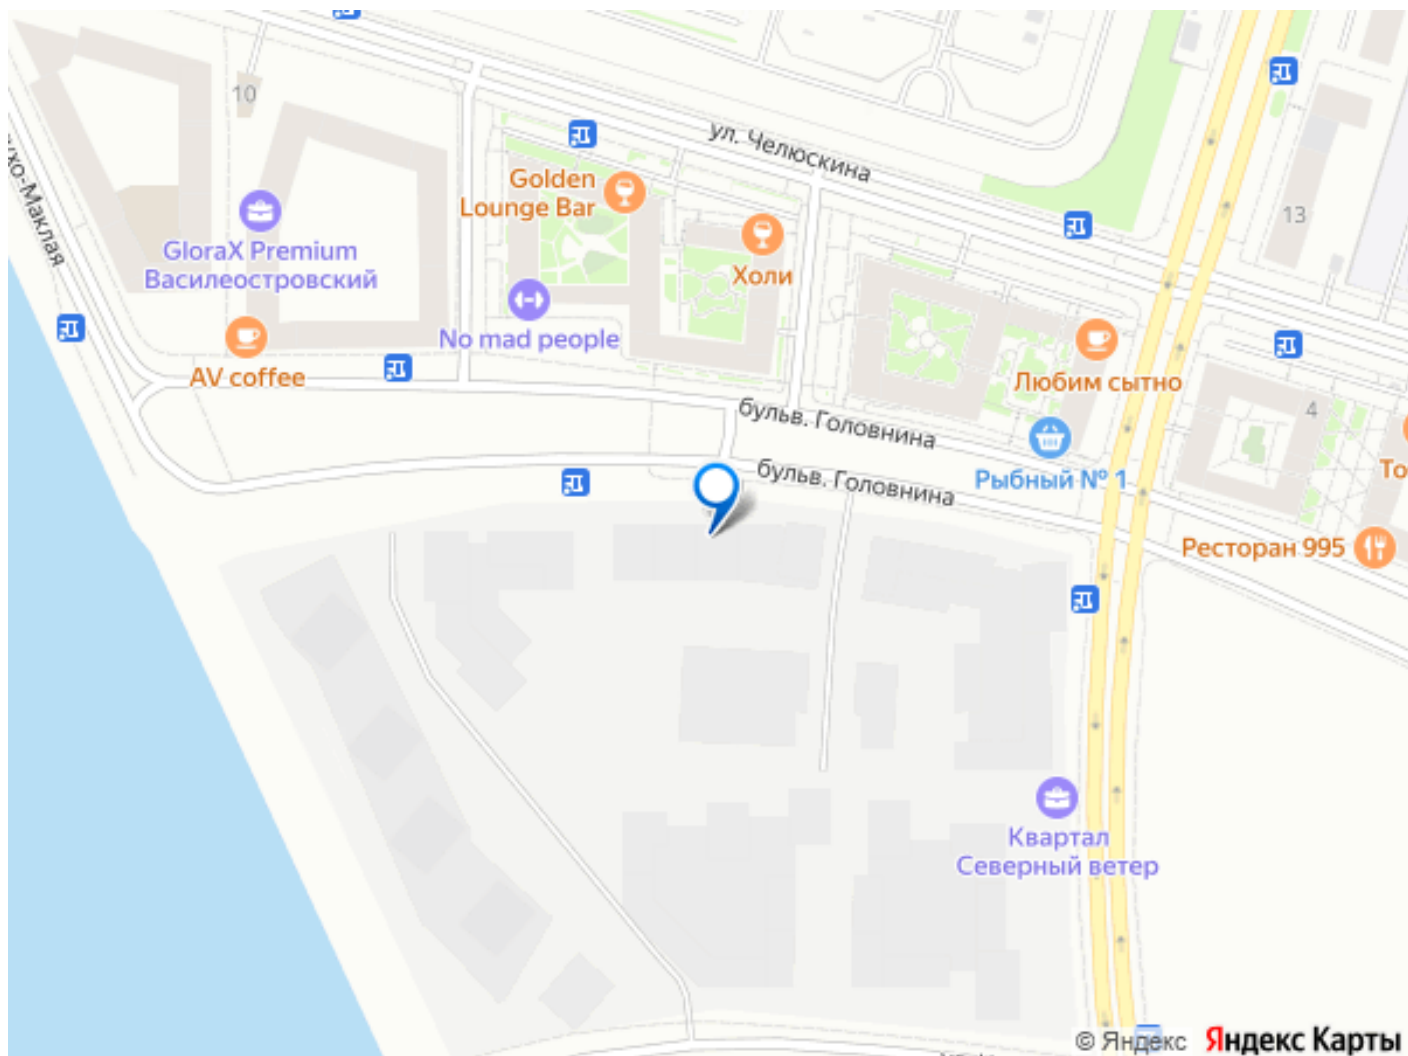 10
ул. Челюскина
Golden
Lounge Bar
13
GloraX Premium
Василеостровский
Холи
No mad people
AV coffee
Любим сытно
4
бульв. Головнина
бульв. Головнина
Рыбный № 1
Ресторан 995
Квартал
Северный ветер
© Яндекс Яндекс Карты